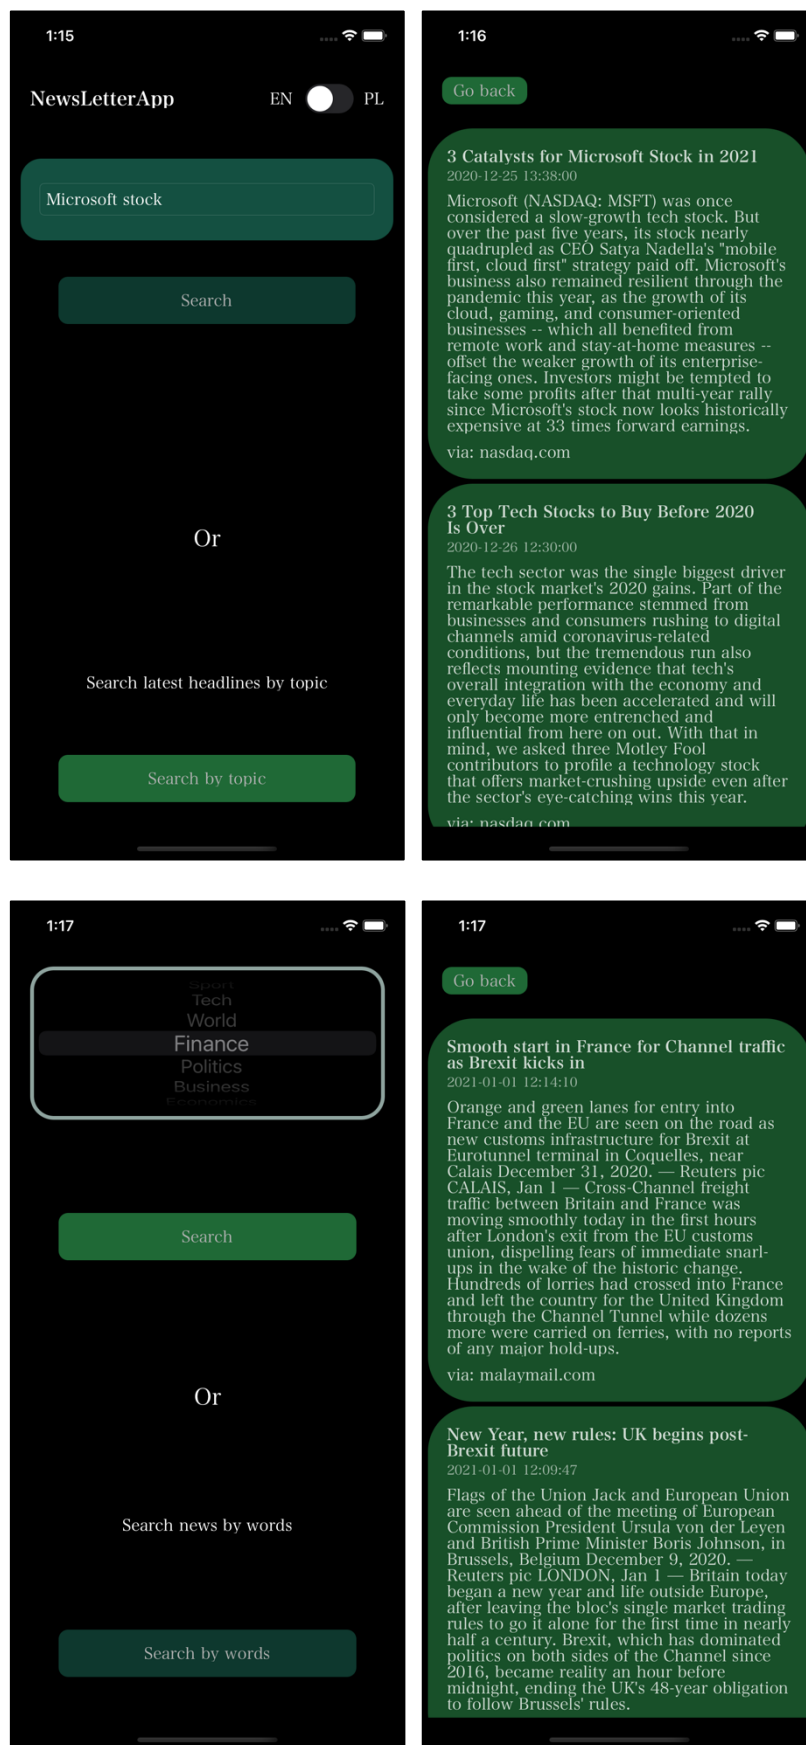 1:15
NewsLetterApp EN PL
Microsoft stock
Search
Or
Search latest headlines by topic
Search by topic
1:16
Go back
3 Catalysts for Microsoft Stock in 2021
2020-12-25 13:38:00
Microsoft (NASDAQ: MSFT) was once
considered a slow-growth tech stock. But
over the past five years, its stock nearly
quadrupled as CEO Satya Nadella's "mobile
first, cloud first" strategy paid off. Microsoft's
business also remained resilient through the
pandemic this year, as the growth of its
cloud, gaming, and consumer-oriented
businesses -- which all benefited from
remote work and stay-at-home measures --
offset the weaker growth of its enterprise-
facing ones. Investors might be tempted to
take some profits after that multi-year rally
since Microsoft's stock now looks historically
expensive at 33 times forward earnings.
via: nasdaq.com
3 Top Tech Stocks to Buy Before 2020
Is Over
2020-12-26 12:30:00
The tech sector was the single biggest driver
in the stock market's 2020 gains. Part of the
remarkable performance stemmed from
businesses and consumers rushing to digital
channels amid coronavirus-related
conditions, but the tremendous run also
reflects mounting evidence that tech's
overall integration with the economy and
everyday life has been accelerated and will
only become more entrenched and
influential from here on out. With that in
mind, we asked three Motley Fool
contributors to profile a technology stock
that offers market-crushing upside even after
the sector's eye-catching wins this year.
via: nasdaq.com
1:17
Sport
Tech
World
Finance
Politics
Business
Economics
Search
Or
Search news by words
Search by words
1:17
Go back
Smooth start in France for Channel traffic
as Brexit kicks in
2021-01-01 12:14:10
Orange and green lanes for entry into
France and the EU are seen on the road as
new customs infrastructure for Brexit at
Eurotunnel terminal in Coquelles, near
Calais December 31, 2020. — Reuters pic
CALAIS, Jan 1 — Cross-Channel freight
traffic between Britain and France was
moving smoothly today in the first hours
after London's exit from the EU customs
union, dispelling fears of immediate snarl-
ups in the wake of the historic change.
Hundreds of lorries had crossed into France
and left the country for the United Kingdom
through the Channel Tunnel while dozens
more were carried on ferries, with no reports
of any major hold-ups.
via: malaymail.com
New Year, new rules: UK begins post-
Brexit future
2021-01-01 12:09:47
Flags of the Union Jack and European Union
are seen ahead of the meeting of European
Commission President Ursula von der Leyen
and British Prime Minister Boris Johnson, in
Brussels, Belgium December 9, 2020. —
Reuters pic LONDON, Jan 1 — Britain today
began a new year and life outside Europe,
after leaving the bloc's single market trading
rules to go it alone for the first time in nearly
half a century. Brexit, which has dominated
politics on both sides of the Channel since
2016, became reality an hour before
midnight, ending the UK's 48-year obligation
to follow Brussels' rules.